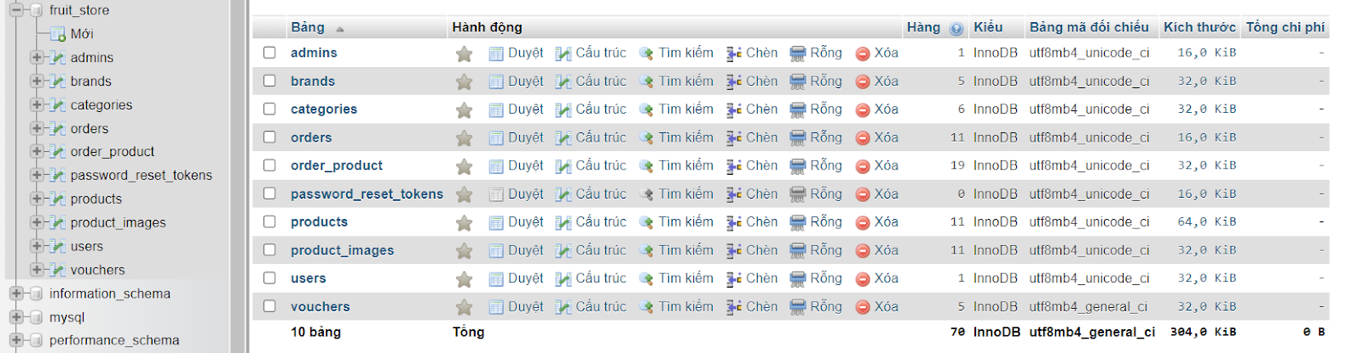 fruit_store
Mới
admins
brands
categories
orders
order_product
password_reset_tokens
products
product_images
users
vouchers
information_schema
mysql
performance_schema
Bảng Hành động Hàng Kiểu Bảng mã đối chiếu Kích thước Tổng chi phí
admins Duyệt Cấu trúc Tìm kiếm Chèn Rỗng Xóa 1 InnoDB utf8mb4_unicode_ci 16,0 KiB -
brands Duyệt Cấu trúc Tìm kiếm Chèn Rỗng Xóa 5 InnoDB utf8mb4_unicode_ci 32,0 KiB -
categories Duyệt Cấu trúc Tìm kiếm Chèn Rỗng Xóa 6 InnoDB utf8mb4_unicode_ci 32,0 KiB -
orders Duyệt Cấu trúc Tìm kiếm Chèn Rỗng Xóa 11 InnoDB utf8mb4_unicode_ci 16,0 KiB -
order_product Duyệt Cấu trúc Tìm kiếm Chèn Rỗng Xóa 19 InnoDB utf8mb4_unicode_ci 32,0 KiB -
password_reset_tokens Duyệt Cấu trúc Tìm kiếm Chèn Rỗng Xóa 0 InnoDB utf8mb4_unicode_ci 16,0 KiB -
products Duyệt Cấu trúc Tìm kiếm Chèn Rỗng Xóa 11 InnoDB utf8mb4_unicode_ci 64,0 KiB -
product_images Duyệt Cấu trúc Tìm kiếm Chèn Rỗng Xóa 11 InnoDB utf8mb4_unicode_ci 32,0 KiB -
users Duyệt Cấu trúc Tìm kiếm Chèn Rỗng Xóa 1 InnoDB utf8mb4_unicode_ci 32,0 KiB -
vouchers Duyệt Cấu trúc Tìm kiếm Chèn Rỗng Xóa 5 InnoDB utf8mb4_general_ci 32,0 KiB -
10 bảng Tổng 70 InnoDB utf8mb4_general_ci 304,0 KiB 0 B